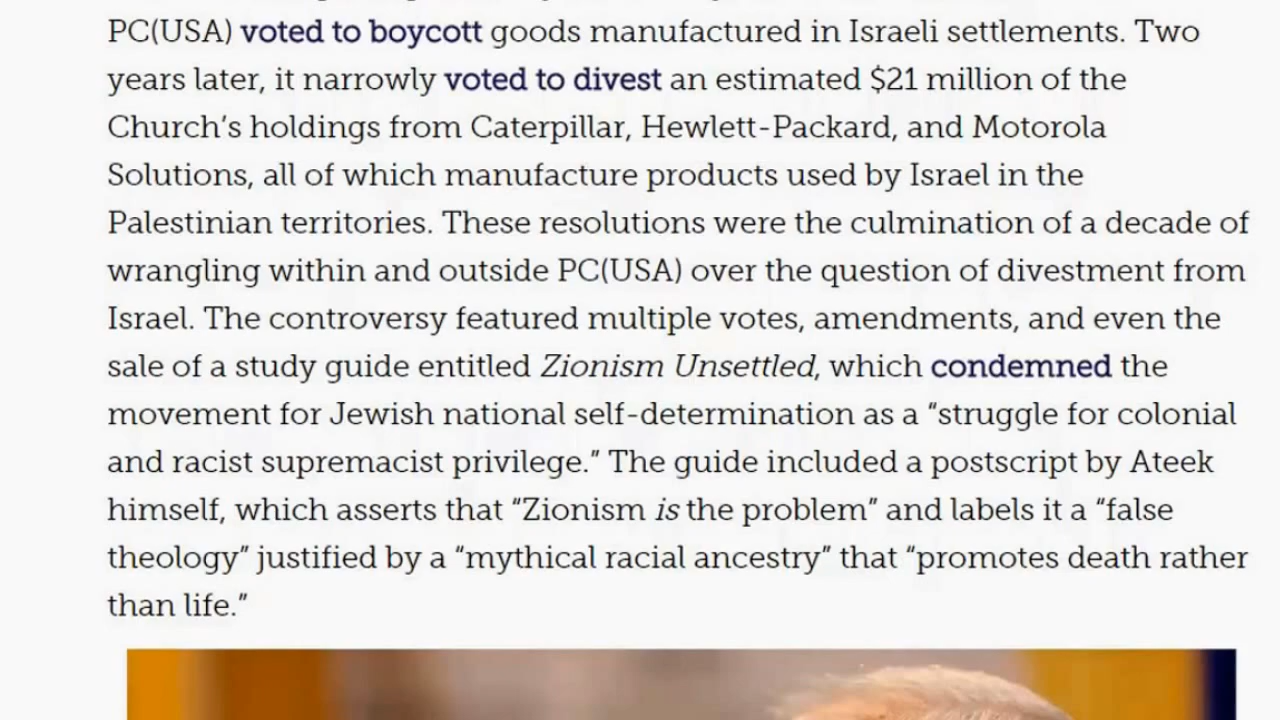 PC(USA) voted to boycott goods manufactured in Israeli settlements. Two
years later, it narrowly voted to divest an estimated $21 million of the
Church’s holdings from Caterpillar, Hewlett-Packard, and Motorola
Solutions, all of which manufacture products used by Israel in the
Palestinian territories. These resolutions were the culmination of a decade of
wrangling within and outside PC(USA) over the question of divestment from
Israel. The controversy featured multiple votes, amendments, and even the
sale of a study guide entitled Zionism Unsettled, which condemned the
movement for Jewish national self-determination as a “struggle for colonial
and racist supremacist privilege.” The guide included a postscript by Ateek
himself, which asserts that “Zionism is the problem” and labels it a “false
theology” justified by a “mythical racial ancestry” that “promotes death rather
than life.”